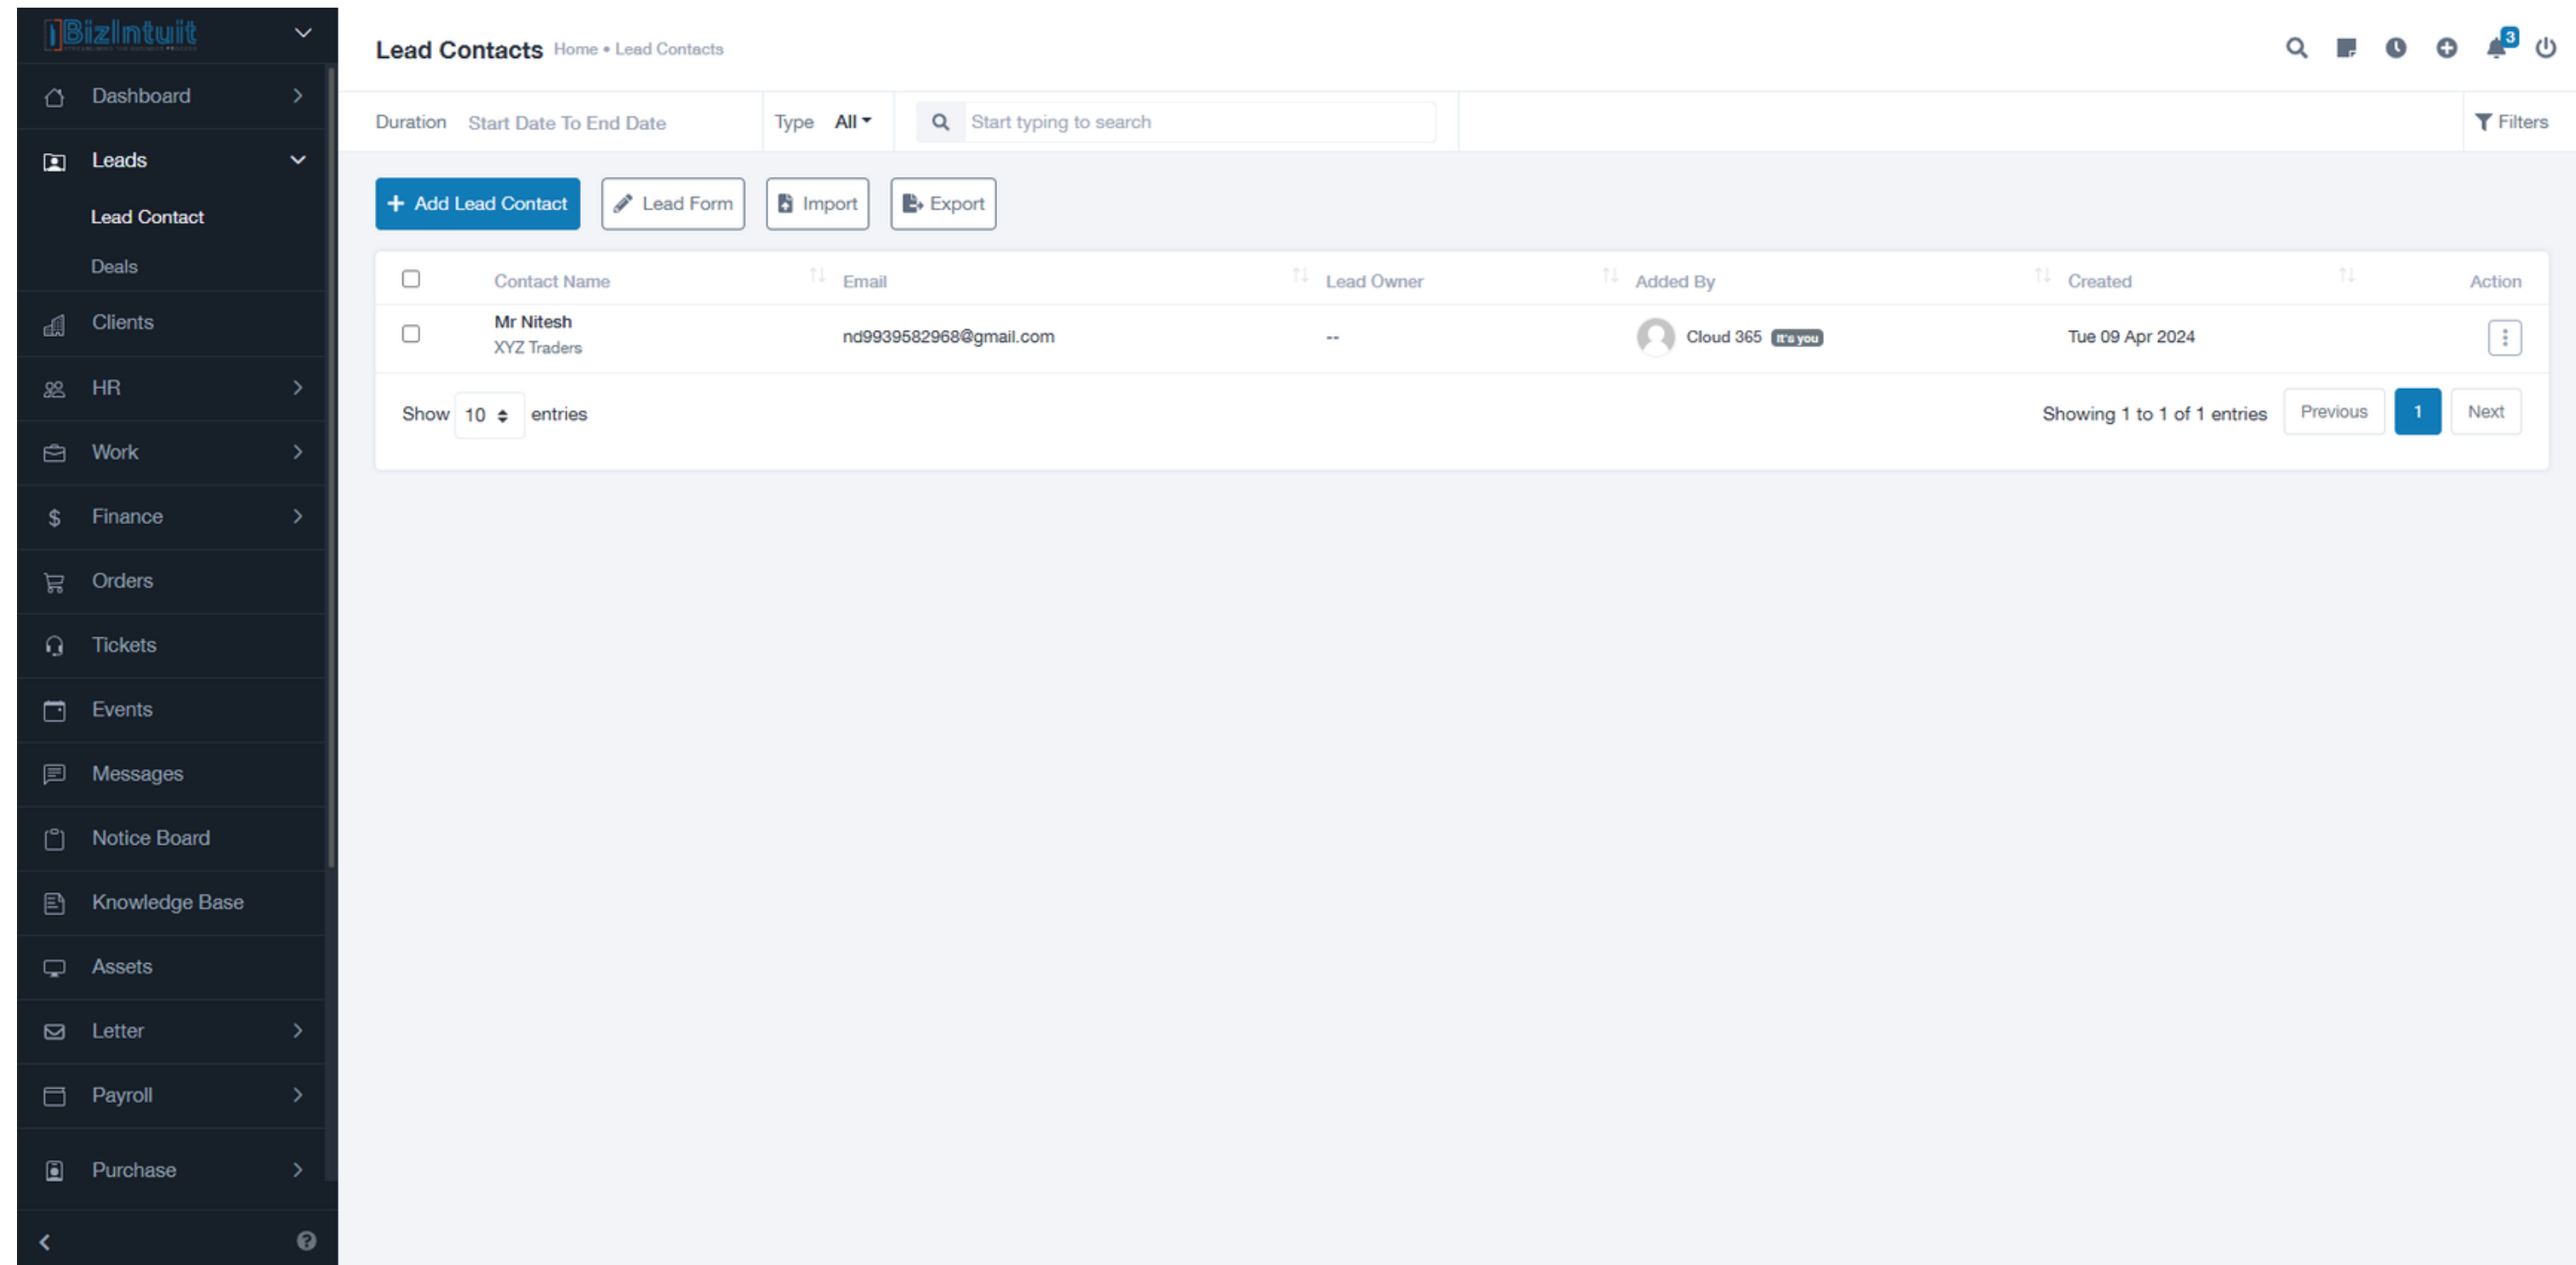 BizIntuit
Dashboard
Leads
Lead Contact
Deals
Clients
HR
Work
Finance
Orders
Tickets
Events
Messages
Notice Board
Knowledge Base
Assets
Letter
Payroll
Purchase
Lead Contacts Home • Lead Contacts
3
Duration Start Date To End Date Type All Start typing to search Filters
+ Add Lead Contact Lead Form Import Export
Contact Name Email Lead Owner Added By Created Action
Mr Nitesh
XYZ Traders
nd9939582968@gmail.com -- Cloud 365 It's you Tue 09 Apr 2024
Show 10 entries Showing 1 to 1 of 1 entries Previous 1 Next